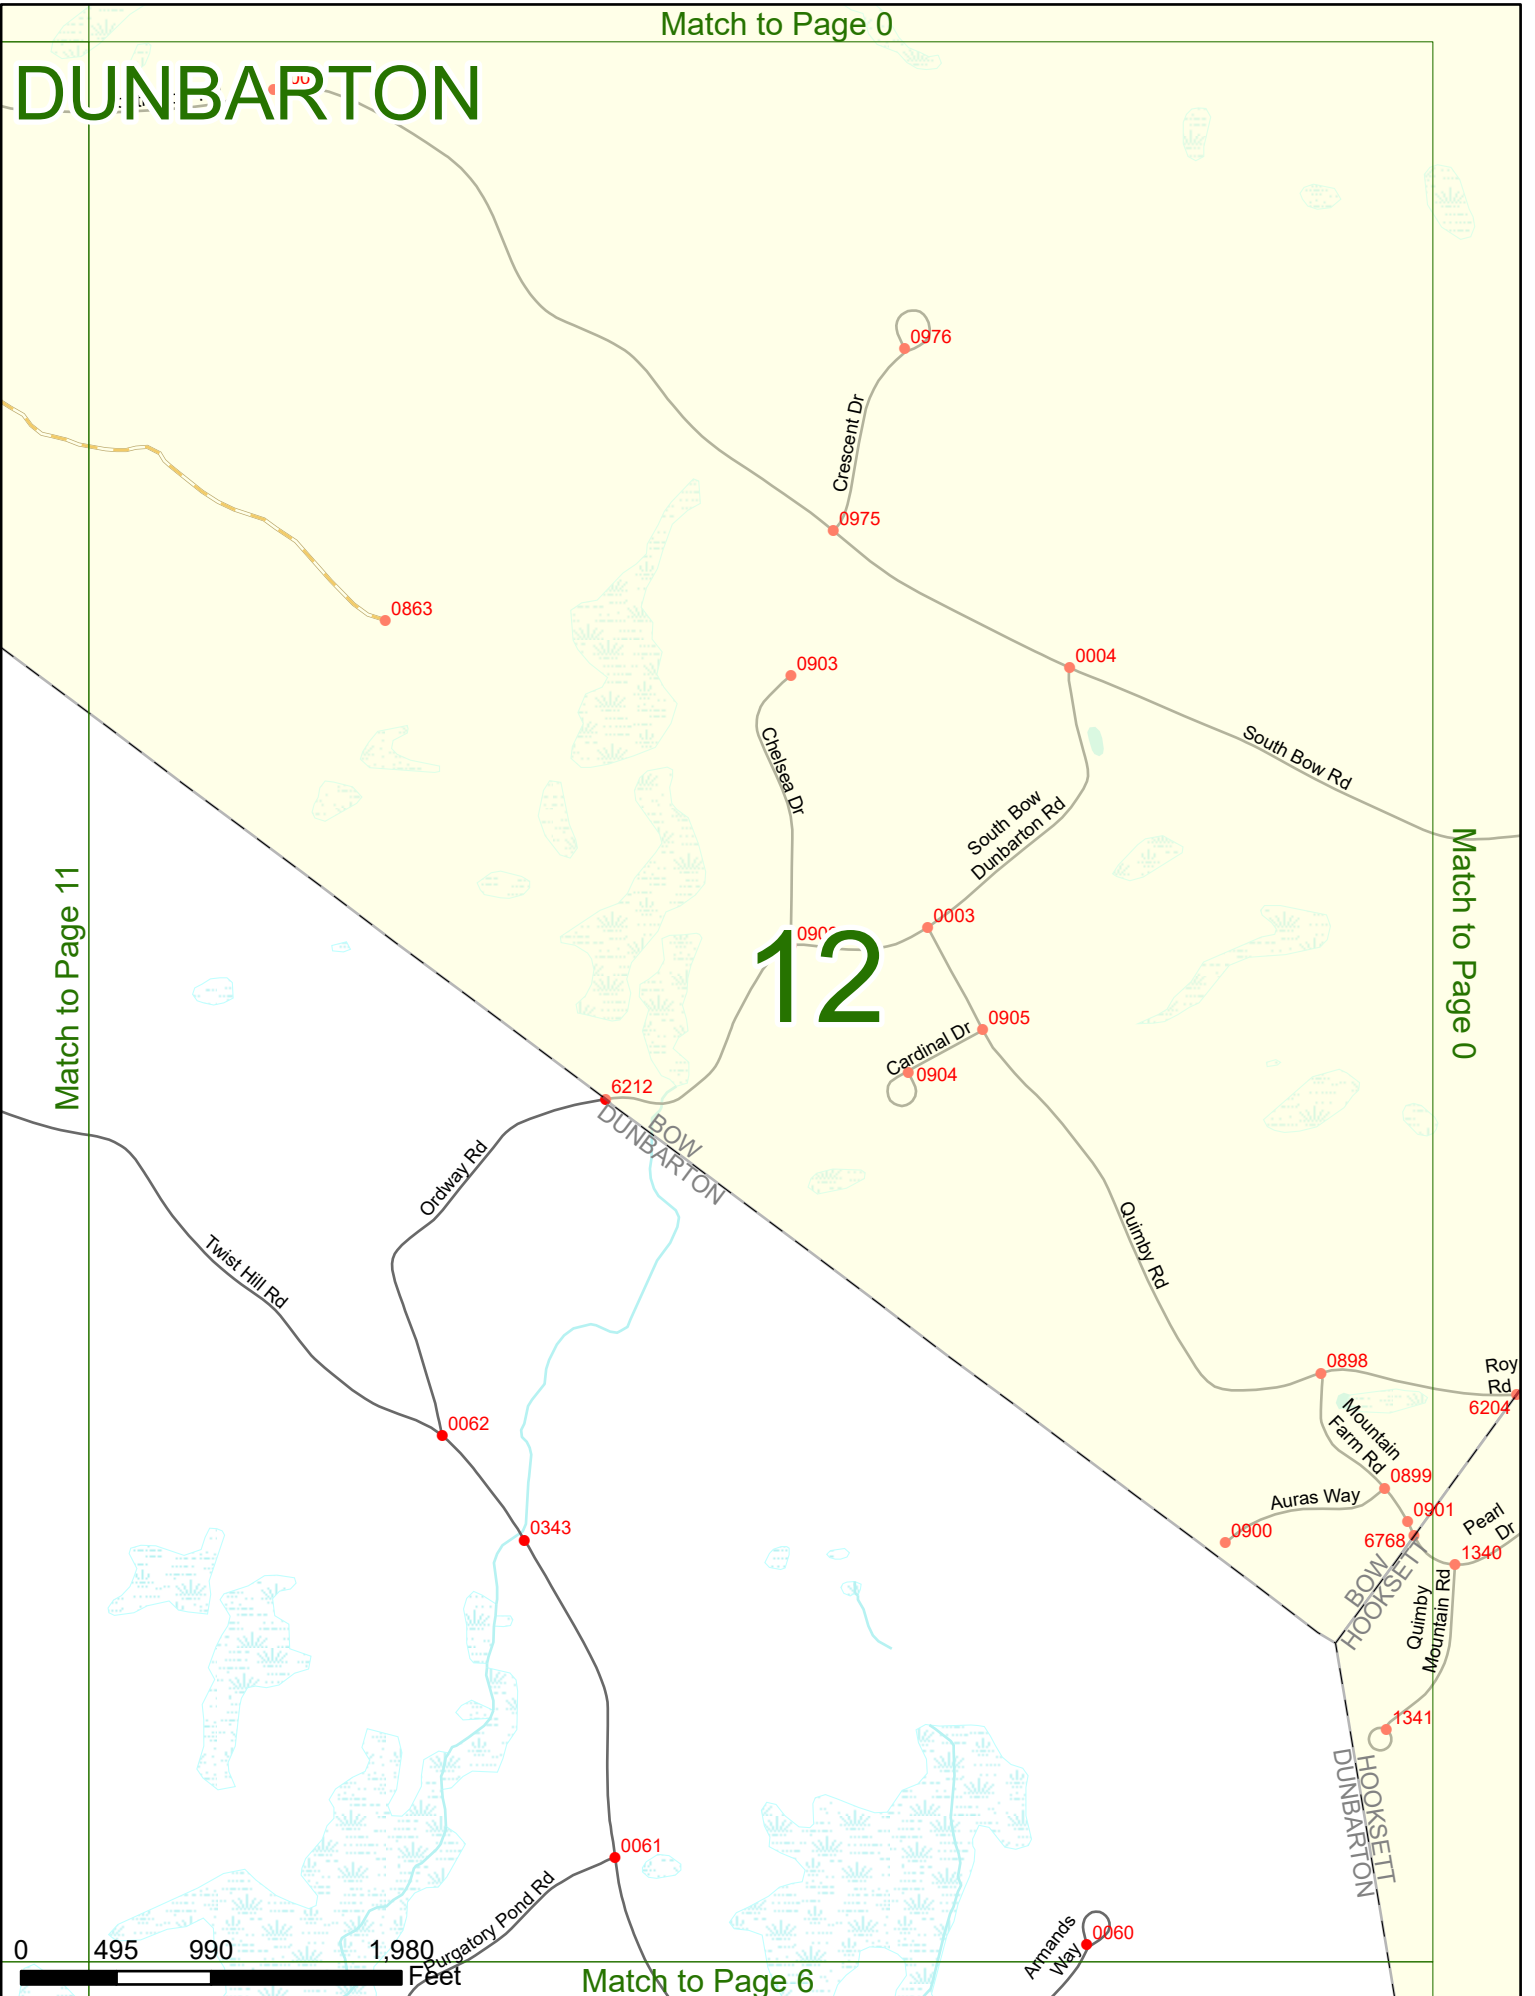 Match to Page 0
DUNBARTON
0976
Crescent Dr
0975
0863
0903
0004
Chelsea Dr
South Bow Rd
South Bow
Dunbarton Rd
Match to Page 11
Match to Page 0
0003
12
0905
Cardinal Dr
0904
6212
BOW
DUNBARTON
Ordway Rd
Quimby Rd
Twist Hill Rd
0898
Roy
Rd
6204
0062
Mountain
Farm Rd
0899
Auras Way
0901
Pearl
Dr
0343
0900
6768
1340
BOW
HOOKSETT
Quimby
Mountain Rd
1341
HOOKSETT
DUNBARTON
0061
Purgatory Pond Rd
Armands
Way
0060
0 495 990 1,980
Feet
Match to Page 6